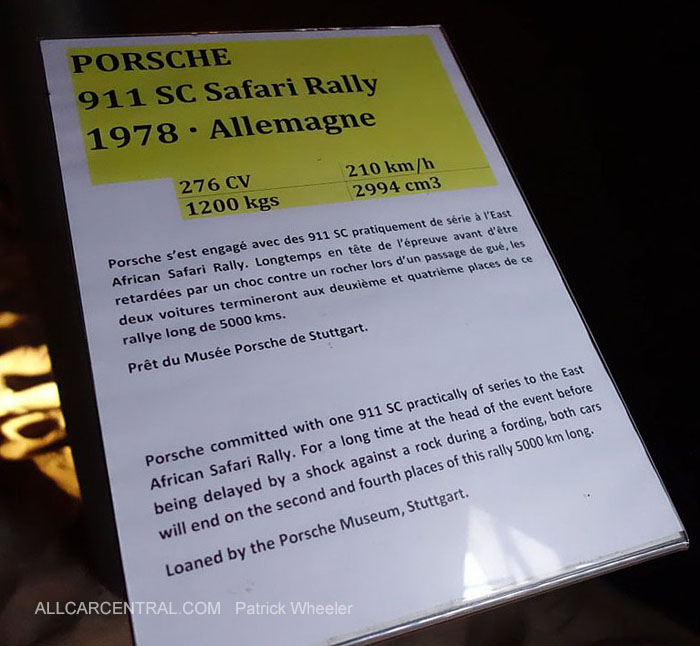 PORSCHE
911 SC Safari Rally
1978 · Allemagne
276 CV 210 km/h
1200 kgs 2994 cm3
Porsche s'est engagé avec des 911 SC pratiquement de série à l'East
African Safari Rally. Longtemps en tête de l'épreuve avant d'être
retardées par un choc contre un rocher lors d'un passage de gué, les
deux voitures termineront aux deuxième et quatrième places de ce
rallye long de 5000 kms.
Prêt du Musée Porsche de Stuttgart.
Porsche committed with one 911 SC practically of series to the East
African Safari Rally. For a long time at the head of the event before
being delayed by a shock against a rock during a fording, both cars
will end on the second and fourth places of this rally 5000 km long.
Loaned by the Porsche Museum, Stuttgart.
ALLCARCENTRAL.COM Patrick Wheeler